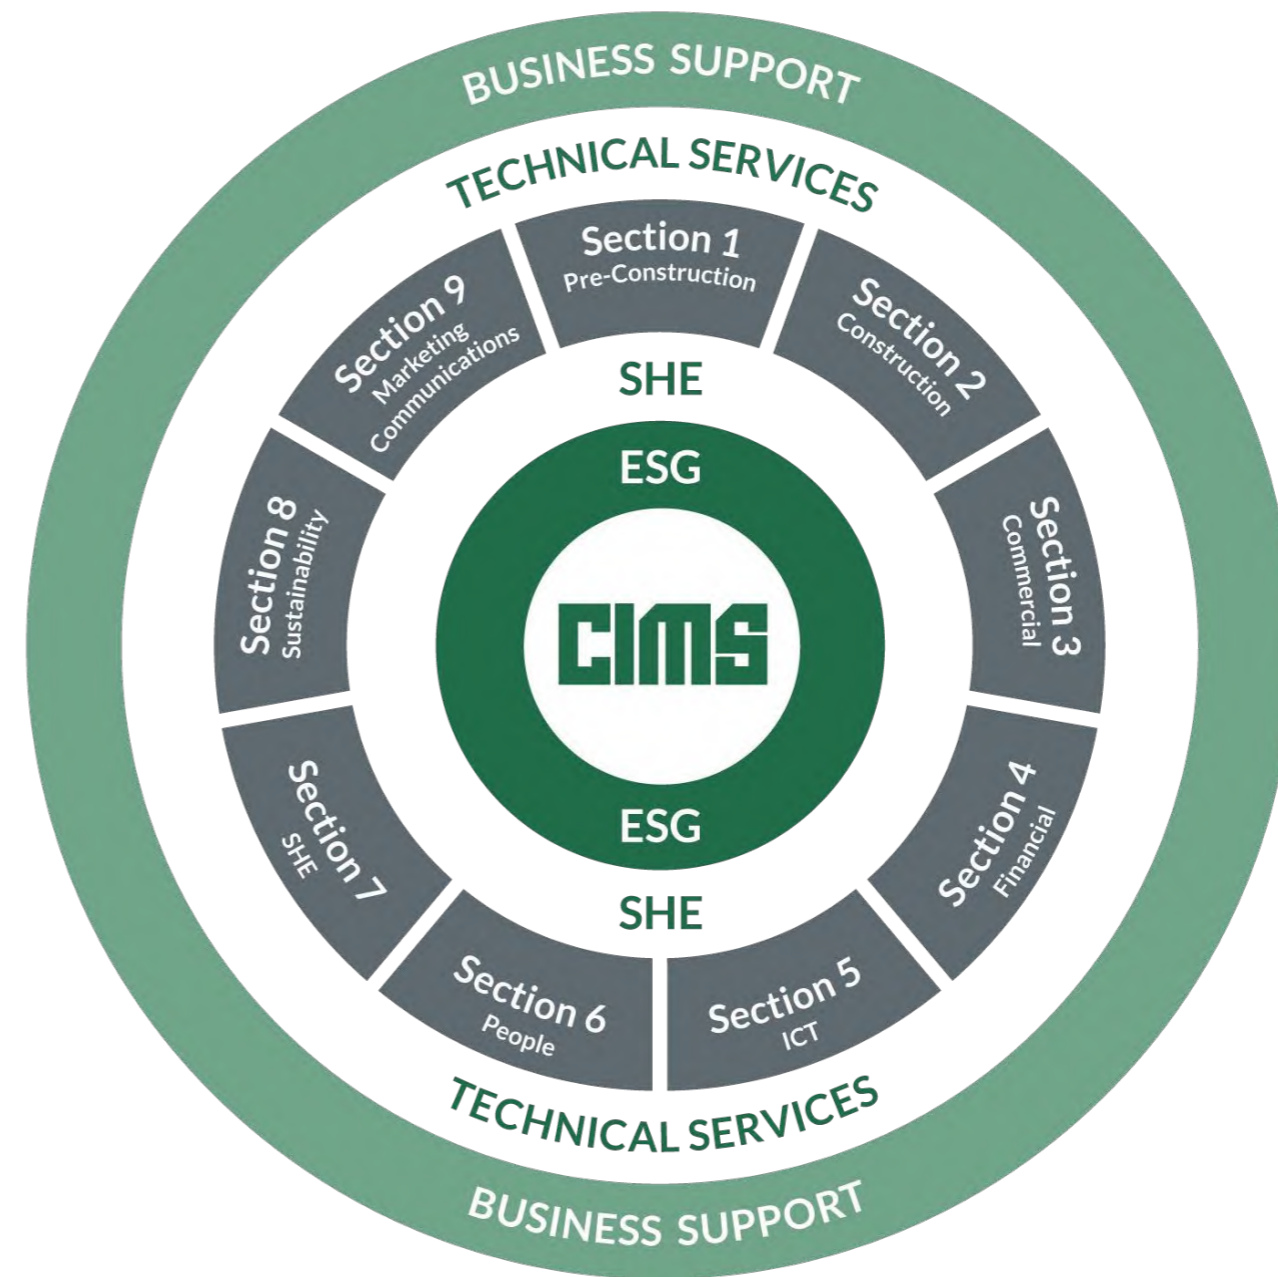 BUSINESS SUPPORT
TECHNICAL SERVICES
Section 1
Pre-Construction
Section 2
Construction
Section 3
Commercial
Section 4
Financial
Section 5
ICT
Section 6
People
Section 7
SHE
Section 8
Sustainability
Section 9
Marketing
Communications
SHE
ESG
CIMS
ESG
SHE
TECHNICAL SERVICES
BUSINESS SUPPORT